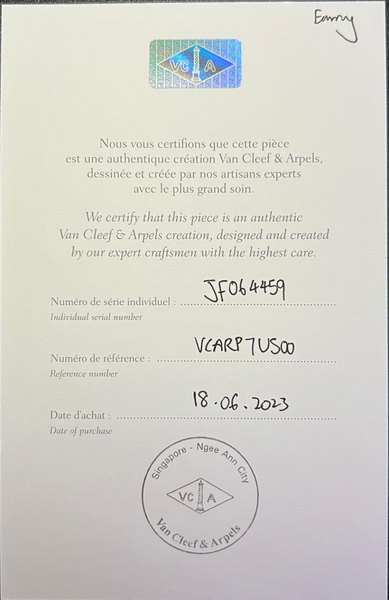 VC A
Nous vous certifions que cette pièce
est une authentique création Van Cleef & Arpels,
dessinée et créée par nos artisans experts
avec le plus grand soin.
We certify that this piece is an authentic
Van Cleef & Arpels creation, designed and created
by our expert craftsmen with the highest care.
Numéro de série individuel : JF064459
Individual serial number
Numéro de référence : VCARP7US00
Reference number
Date d'achat : 18.06.2023
Date of purchase
Singapore - Ngee Ann City
VC A
Van Cleef & Arpels